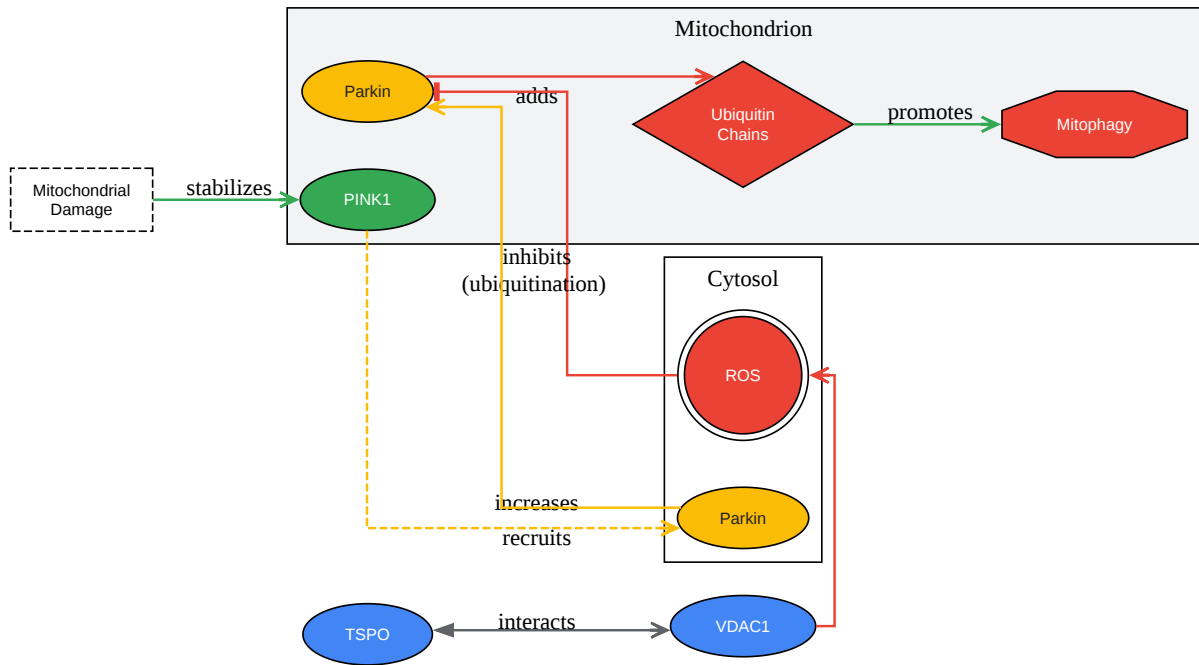 Mitochondrion
Parkin
adds
Ubiquitin
Chains
promotes
Mitophagy
Mitochondrial
Damage
stabilizes
PINK1
inhibits
(ubiquitination)
Cytosol
ROS
increases
Parkin
recruits
TSPO
interacts
VDAC1